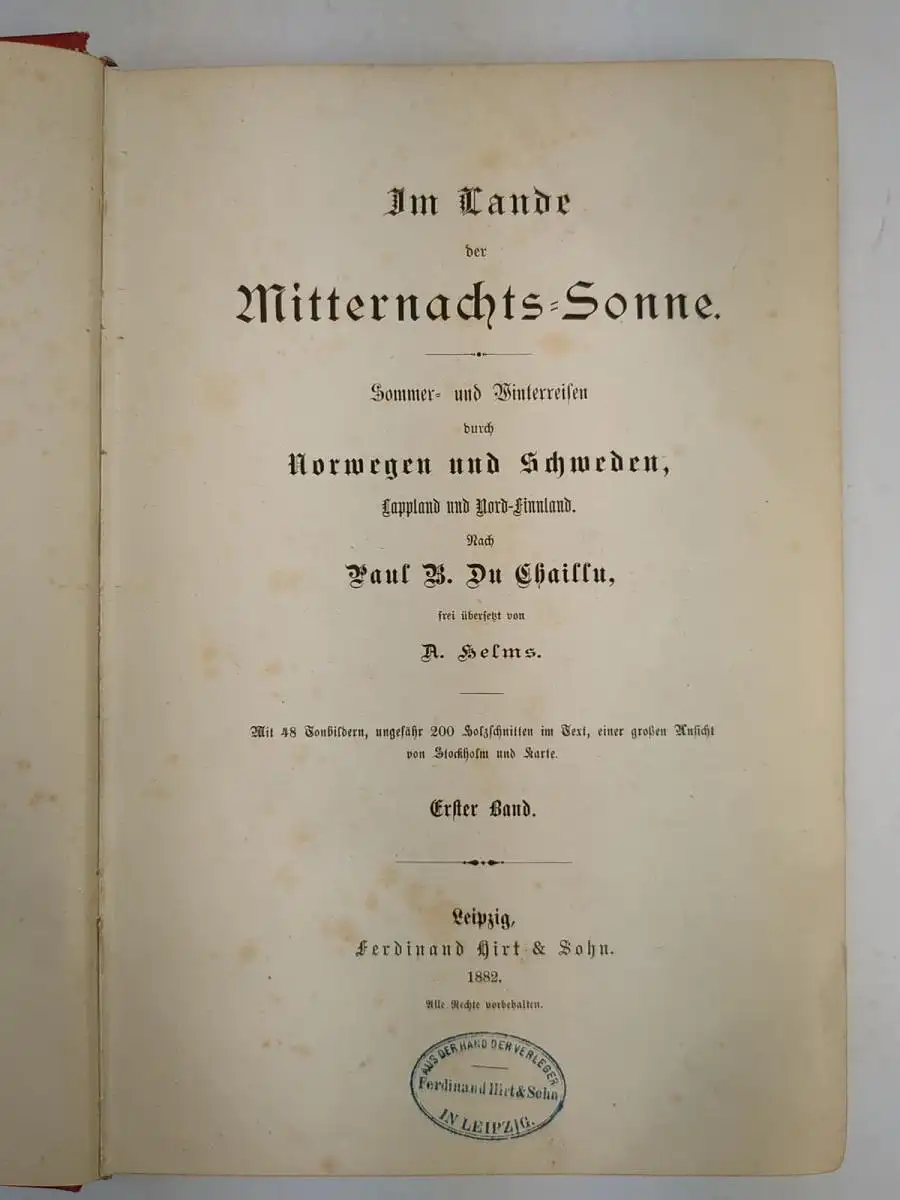 Im Lande
der
Mitternachts-Sonne.
Sommer- und Winterreisen
durch
Norwegen und Schweden,
Lappland und Nord-Finnland.
Nach
Paul B. Du Chaillu,
frei übersetzt von
A. Helms.
Mit 48 Tonbildern, ungefähr 200 Holzschnitten im Text, einer großen Ansicht
von Stockholm und Karte.
Erster Band.
Leipzig,
Ferdinand Hirt & Sohn.
1882.
Alle Rechte vorbehalten.
AUS DER HAND DER VERLEGER
Ferdinand Hirt & Sohn
IN LEIPZIG.